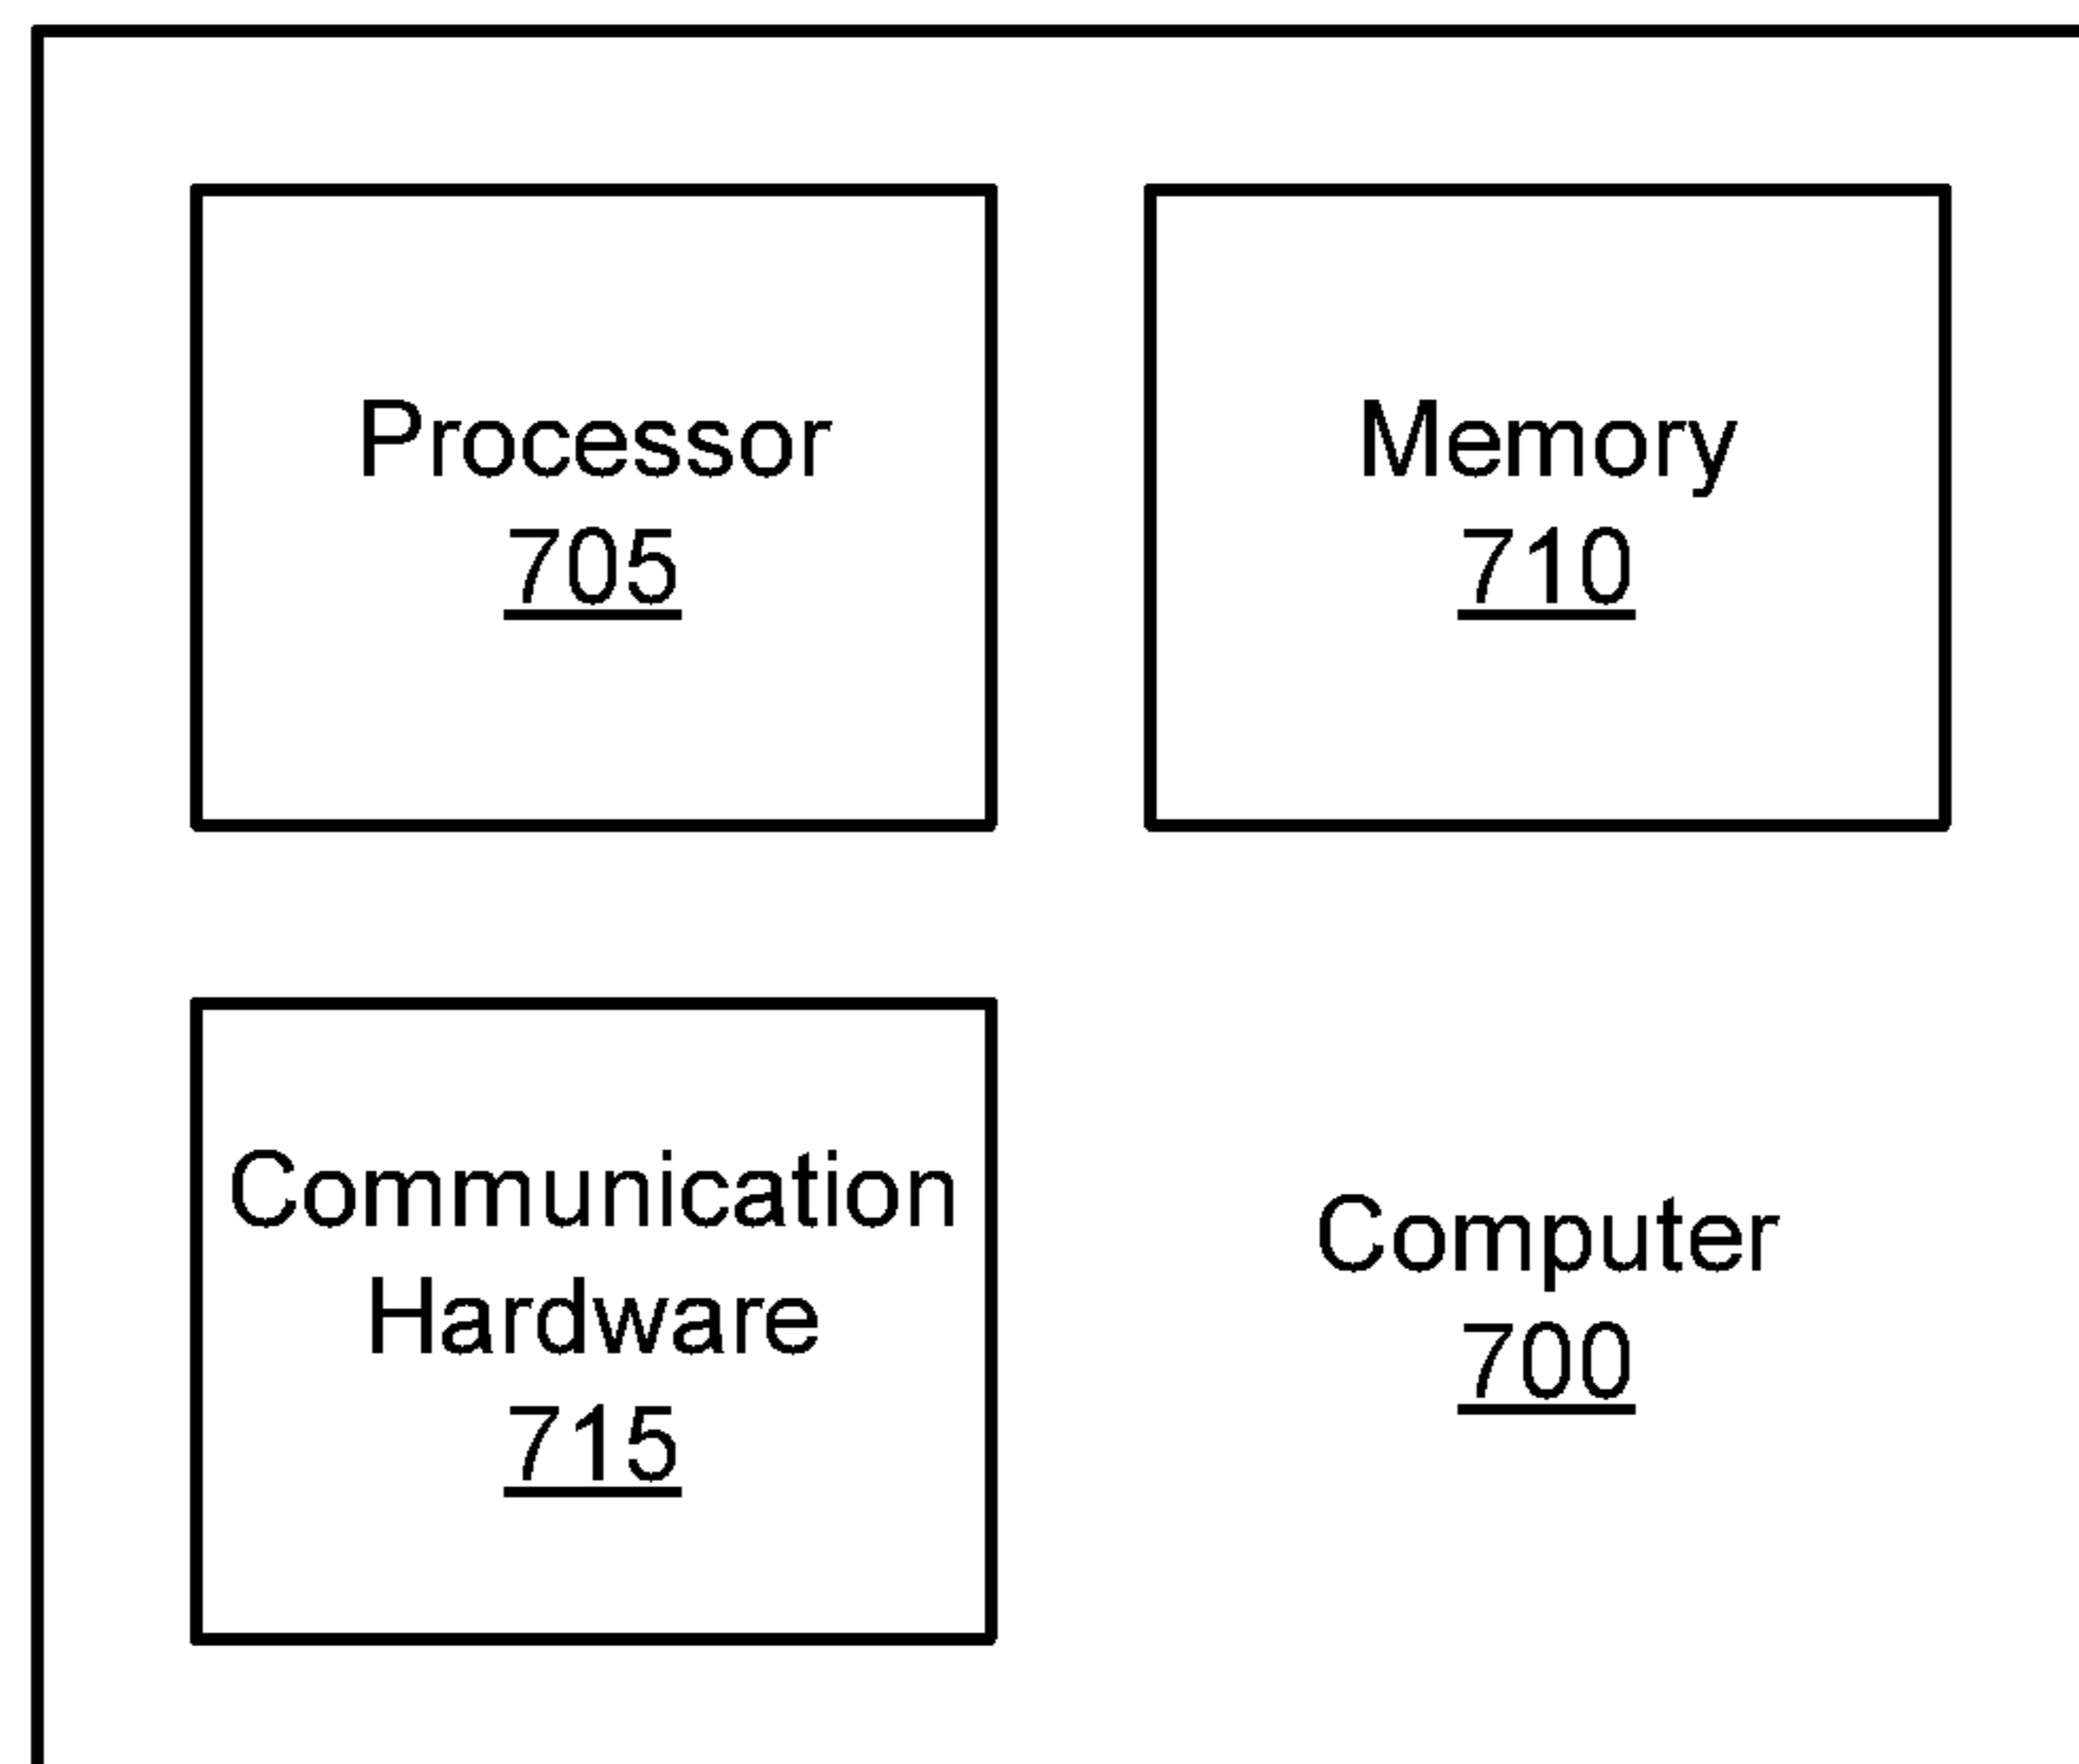 Processor
705
Memory
710
Communication
Hardware
715
Computer
700